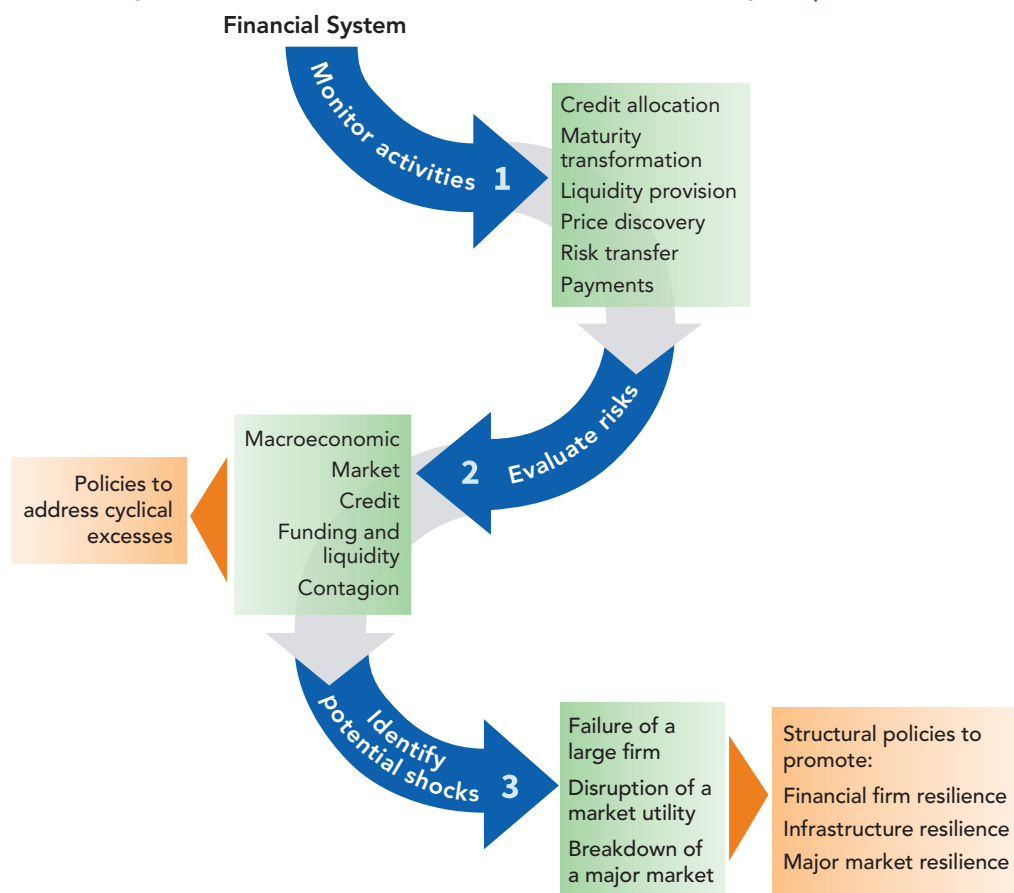 Financial System
Monitor activities 1
Credit allocation
Maturity
transformation
Liquidity provision
Price discovery
Risk transfer
Payments
Evaluate risks
2
Macroeconomic
Market
Credit
Funding and
liquidity
Contagion
Policies to
address cyclical
excesses
Identify
potential shocks 3
Failure of a
large firm
Disruption of a
market utility
Breakdown of
a major market
Structural policies to
promote:
Financial firm resilience
Infrastructure resilience
Major market resilience